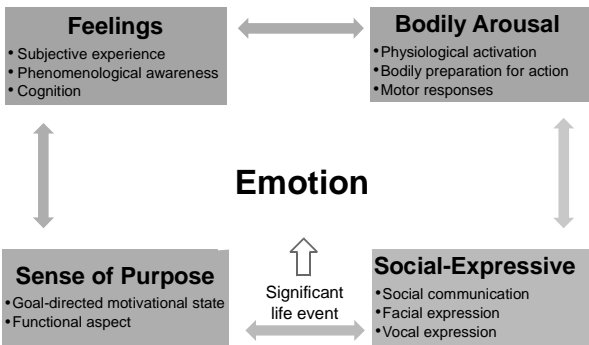 Feelings
• Subjective experience
• Phenomenological awareness
• Cognition
Bodily Arousal
• Physiological activation
• Bodily preparation for action
• Motor responses
Emotion
Sense of Purpose
• Goal-directed motivational state
• Functional aspect
Significant
life event
Social-Expressive
• Social communication
• Facial expression
• Vocal expression